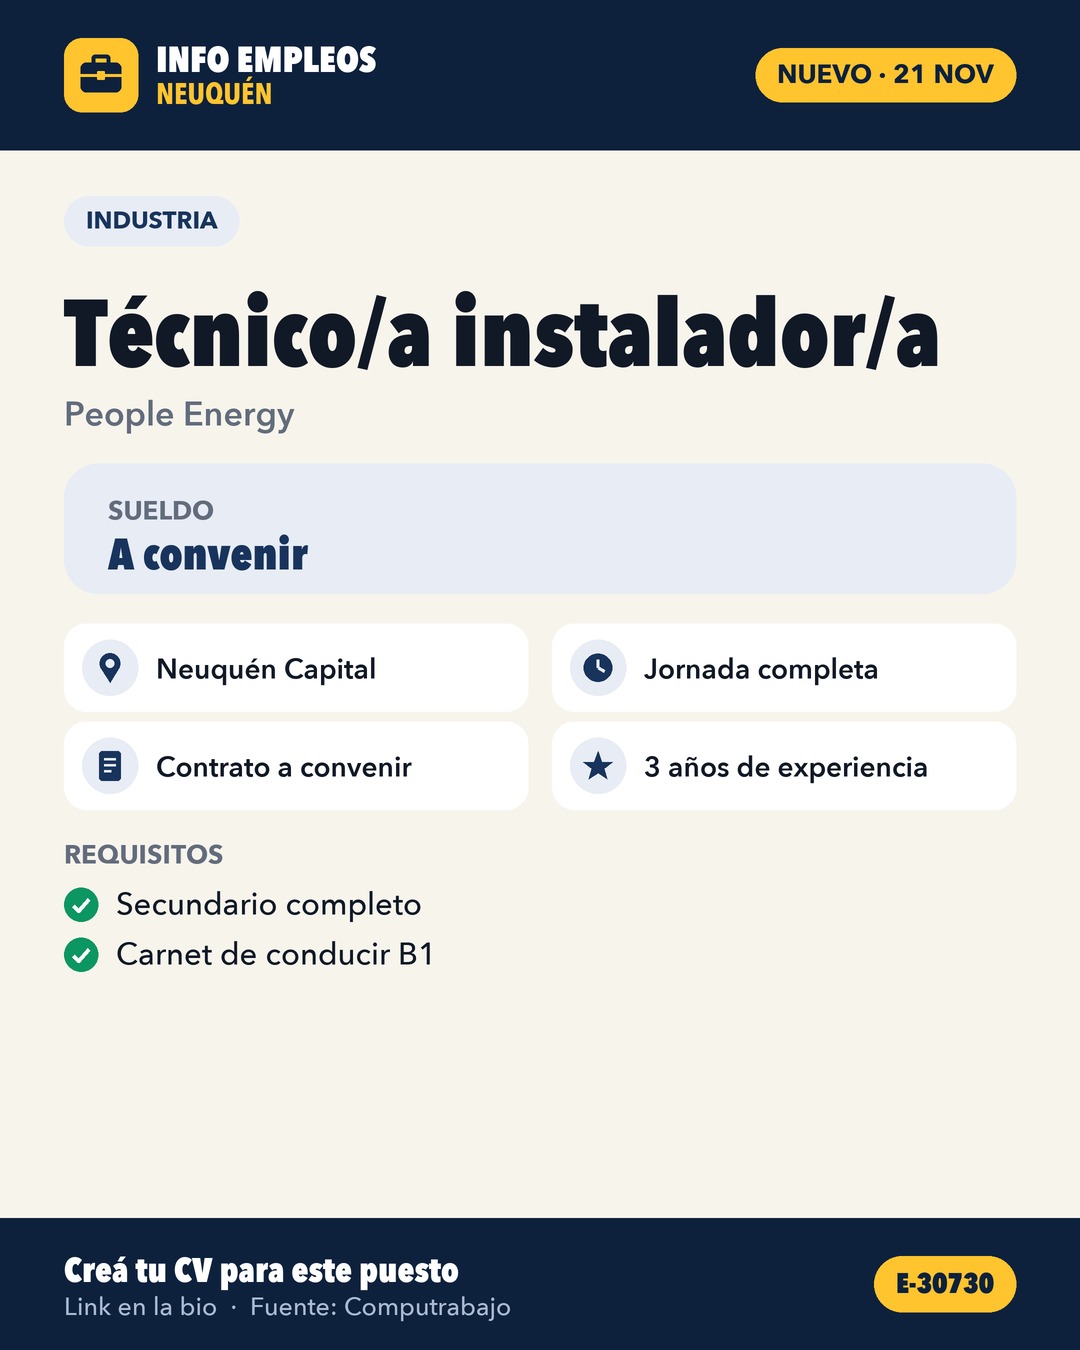 INFO EMPLEOS
NEUQUÉN
NUEVO · 21 NOV
INDUSTRIA
Técnico/a instalador/a
People Energy
SUELDO
A convenir
Neuquén Capital
Jornada completa
Contrato a convenir
3 años de experiencia
REQUISITOS
Secundario completo
Carnet de conducir B1
Creá tu CV para este puesto
Link en la bio · Fuente: Computrabajo
E-30730